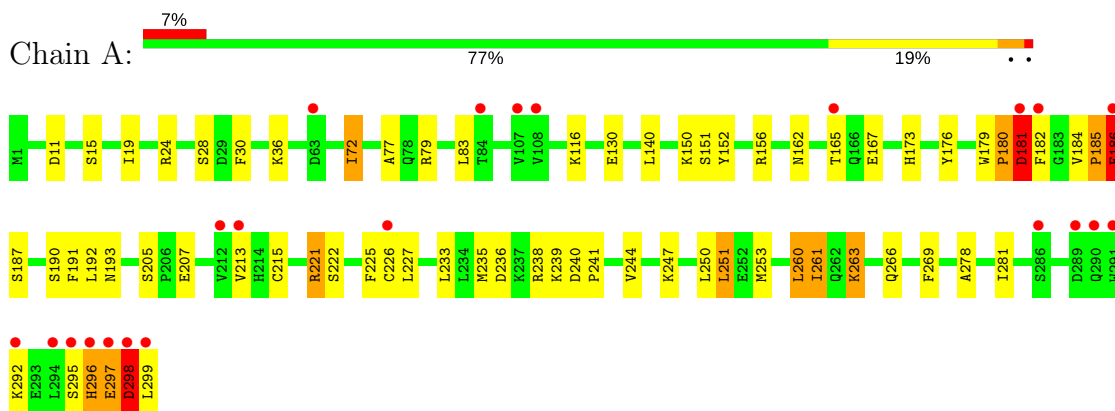 7%
Chain A:
77% 19% • •
M1 D11 S15 I19 R24 S28 D29 F30 K36 D63 I72 A77 Q78 R79 L83 T84 V107 V108 K116 E130 L140 K150 S151 Y152 R156 N162 T165 Q166 E167 H173 Y176 W179 P180 D181 F182 G183 V184 P185 E186
S187 S190 F191 L192 N193 S205 P206 E207 V212 V213 H214 C215 R221 S222 F225 C226 L227 L233 L234 M235 D236 K237 R238 K239 D240 P241 V244 K247 L250 L251 E252 M253 L260 I261 Q262 K263 Q266 F269 A278 I281 S286 D289 Q290
K292 E293 L294 S295 H296 E297 D298 L299